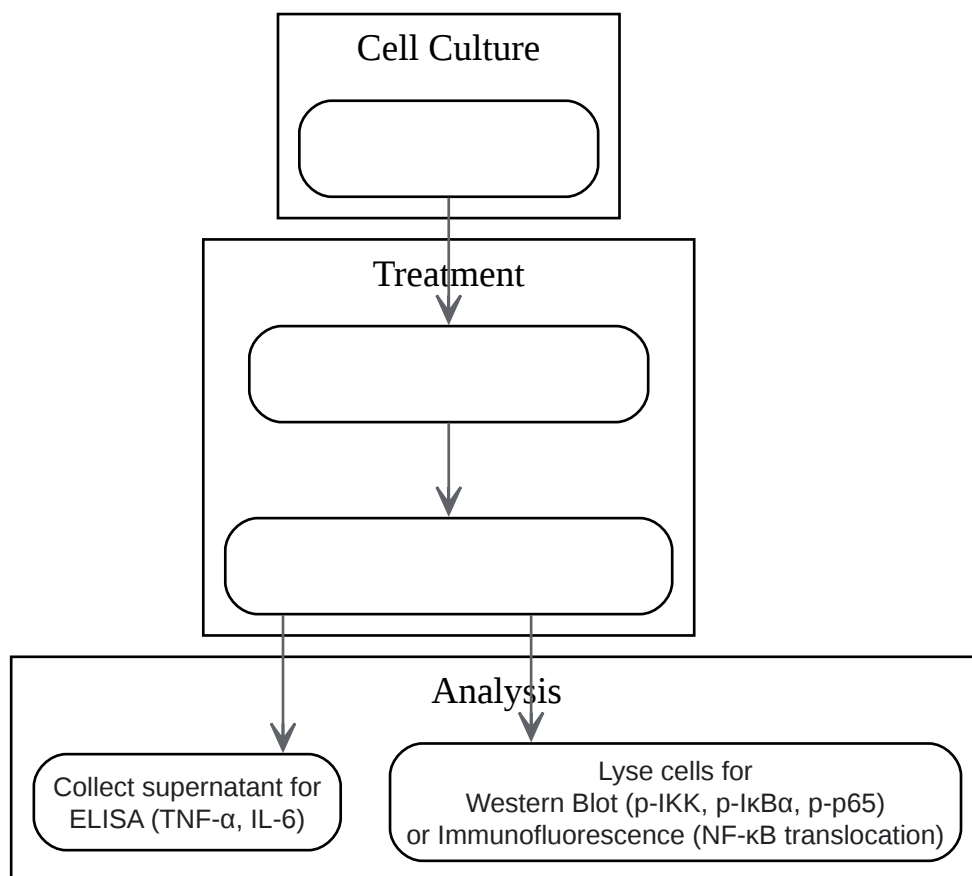 Cell Culture
Treatment
Analysis
Collect supernatant for
ELISA (TNF-α, IL-6)
Lyse cells for
Western Blot (p-IKK, p-IκBα, p-p65)
or Immunofluorescence (NF-κB translocation)